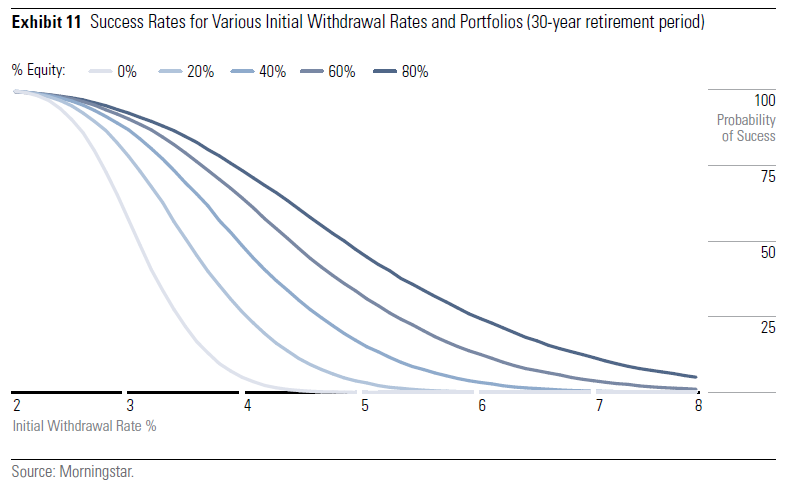 Exhibit 11 Success Rates for Various Initial Withdrawal Rates and Portfolios (30-year retirement period)
% Equity: 0% 20% 40% 60% 80%
100
Probability
of Sucess
75
50
25
2 3 4 5 6 7 8
Initial Withdrawal Rate %
Source: Morningstar.